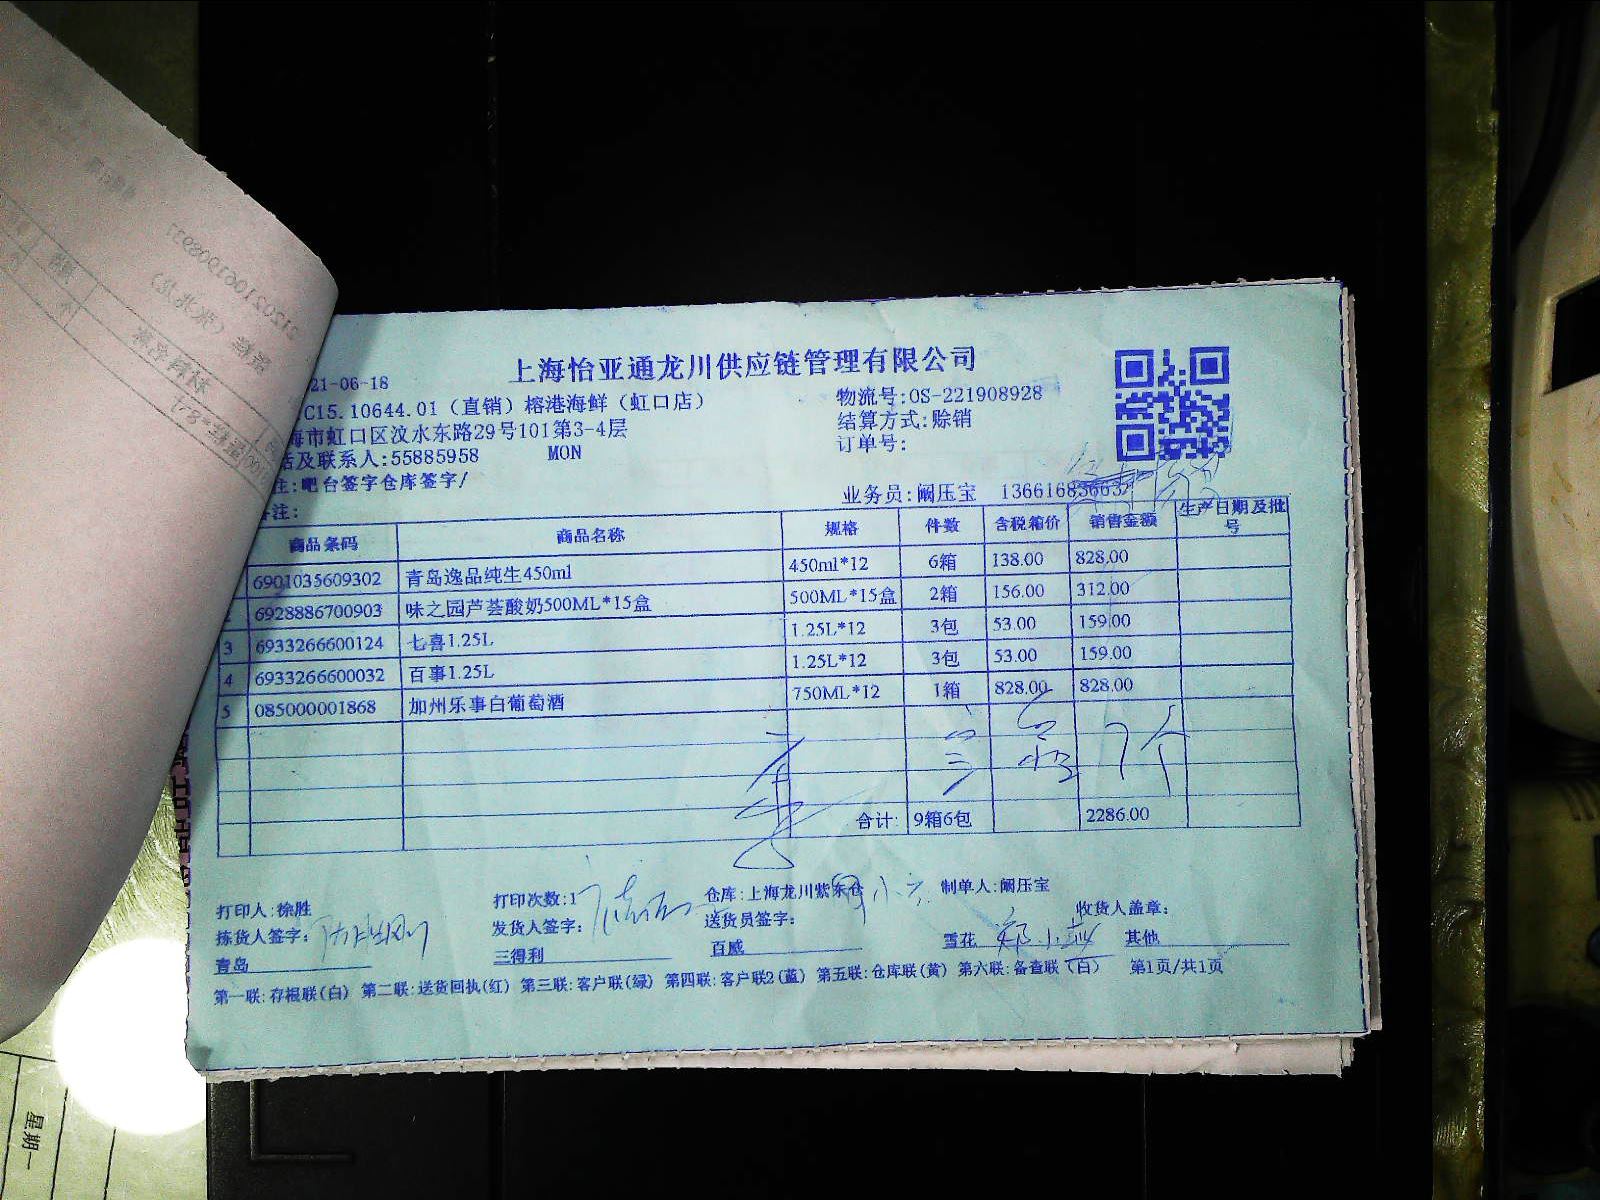 上海怡亚通龙川供应链管理有限公司
21-06-18
C15.10644.01（直销）榕港海鲜（虹口店）
物流号:OS-221908928
海市虹口区汶水东路29号101第3-4层
结算方式:赊销
话及联系人:55885958 MON
订单号:
注:吧台签字仓库签字/
业务员:阚压宝
备注:
商品条码 商品名称 规格 件数 含税箱价 销售金额 生产日期及批号
6901035609302 青岛逸品纯生450ml 450ml*12 6箱 138.00 828.00
2 6928886700903 味之园芦荟酸奶500ML*15盒 500ML*15盒 2箱 156.00 312.00
3 6933266600124 七喜1.25L 1.25L*12 3包 53.00 159.00
4 6933266600032 百事1.25L 1.25L*12 3包 53.00 159.00
5 085000001868 加州乐事白葡萄酒 750ML*12 1箱 828.00 828.00
合计: 9箱6包 2286.00
打印人:徐胜 打印次数:1 仓库:上海龙川紫东仓 制单人:阚压宝
拣货人签字: 发货人签字: 送货员签字: 收货人盖章:
青岛 三得利 百威 雪花 其他
第一联:存根联(白) 第二联:送货回执(红) 第三联:客户联(绿) 第四联:客户联2(蓝) 第五联:仓库联(黄) 第六联:备查联(白) 第1页/共1页
星期一